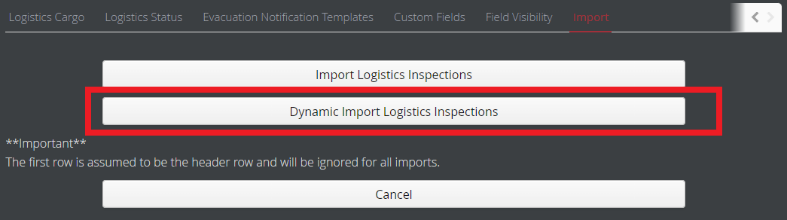 Logistics Cargo Logistics Status Evacuation Notification Templates Custom Fields Field Visibility Import
Import Logistics Inspections
Dynamic Import Logistics Inspections
**Important**
The first row is assumed to be the header row and will be ignored for all imports.
Cancel